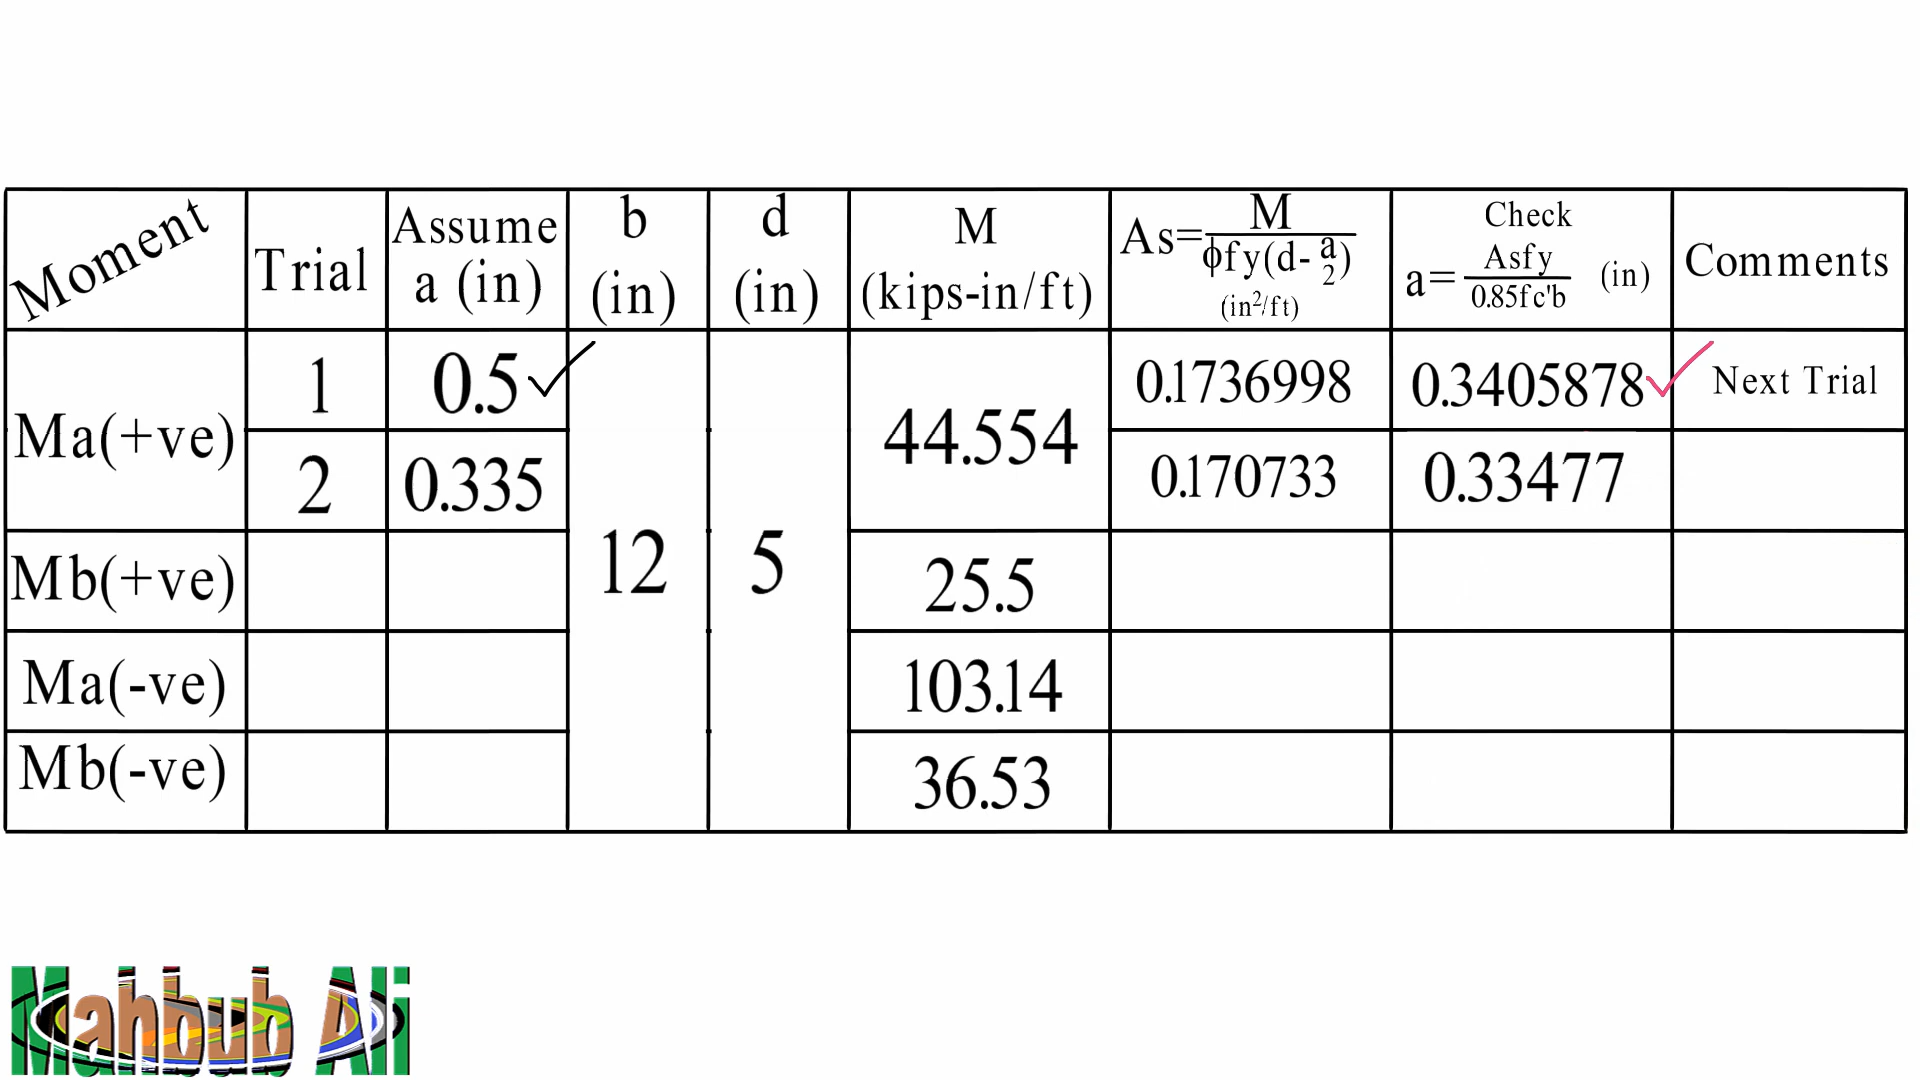 Moment
Trial
Assume
a (in)
b
(in)
d
(in)
M
(kips-in/ft)
As=M/ϕfy(d-a/2)
(in²/ft)
Check
a=Asfy/0.85fc'b (in)
Comments
Ma(+ve)
1
0.5
12
5
44.554
0.1736998
0.3405878
Next Trial
2
0.335
0.170733
0.33477
Mb(+ve)
25.5
Ma(-ve)
103.14
Mb(-ve)
36.53
Mahbub Ali